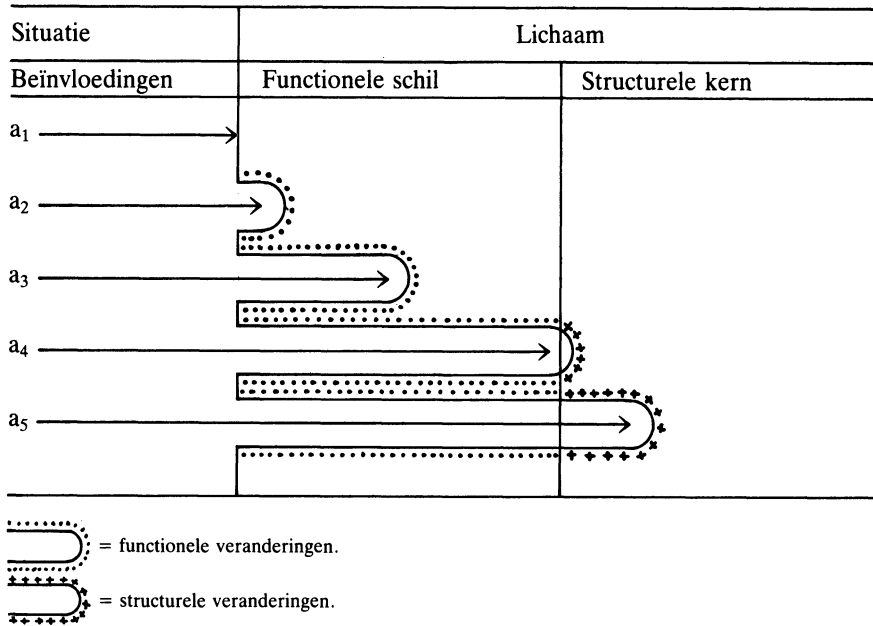 Situatie Lichaam
Beïnvloedingen Functionele schil Structurele kern
a₁
a₂
a₃
a₄
a₅
= functionele veranderingen.
= structurele veranderingen.